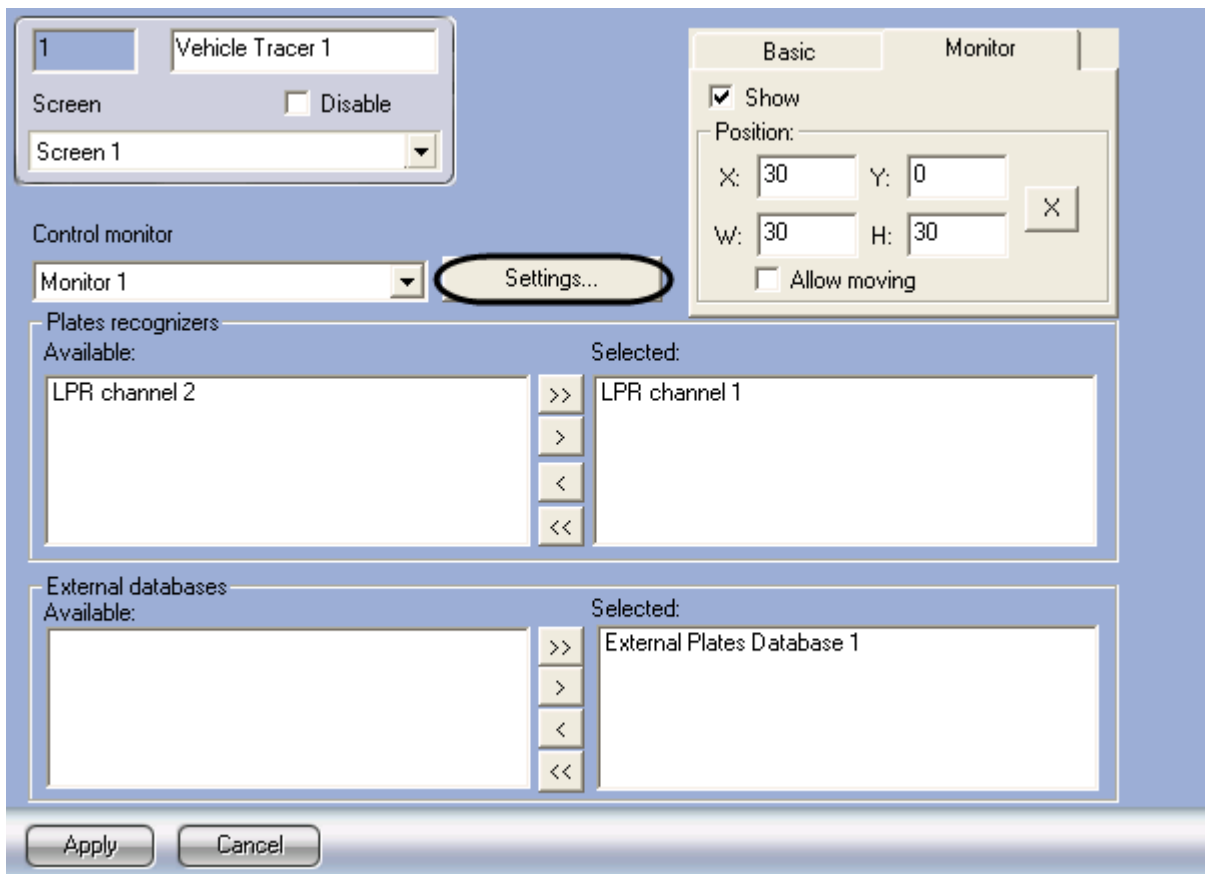 1
Vehicle Tracer 1
Screen
Disable
Screen 1
Basic
Monitor
Show
Position:
X: 30 Y: 0
X
W: 30 H: 30
Allow moving
Control monitor
Monitor 1
Settings...
Plates recognizers
Available:
Selected:
LPR channel 2
>>
>
<
<<
LPR channel 1
External databases
Available:
Selected:
>>
>
<
<<
External Plates Database 1
Apply
Cancel